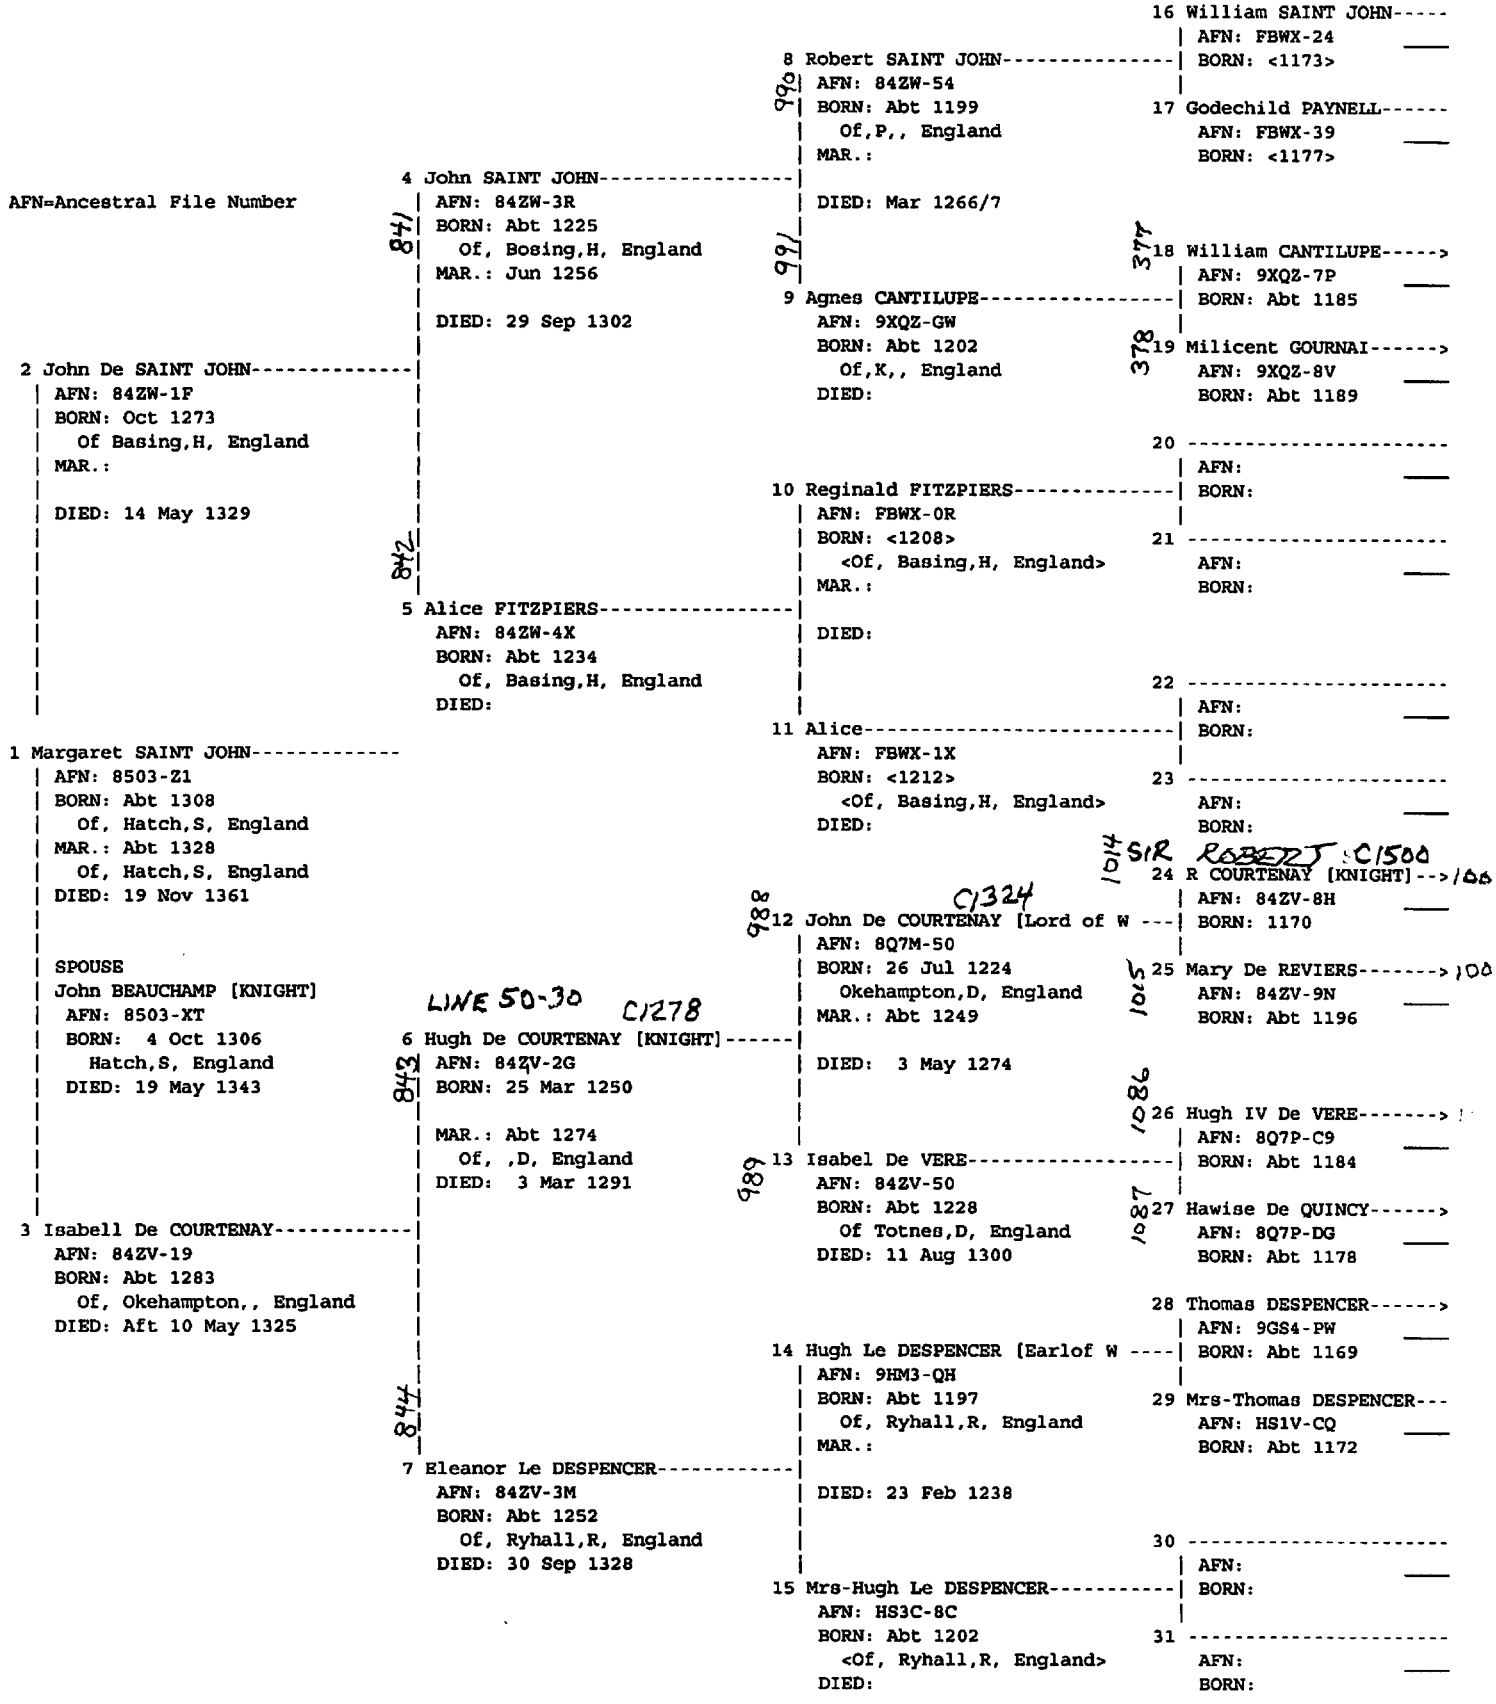 AFN=Ancestral File Number
1 Margaret SAINT JOHN-------------
AFN: 8503-Z1
BORN: Abt 1308
Of, Hatch,S, England
MAR.: Abt 1328
Of, Hatch,S, England
DIED: 19 Nov 1361
SPOUSE
John BEAUCHAMP [KNIGHT]
AFN: 8503-XT
BORN: 4 Oct 1306
Hatch,S, England
DIED: 19 May 1343
2 John De SAINT JOHN--------------
AFN: 84ZW-1F
BORN: Oct 1273
Of Basing,H, England
MAR.:
DIED: 14 May 1329
3 Isabell De COURTENAY------------
AFN: 84ZV-19
BORN: Abt 1283
Of, Okehampton,, England
DIED: Aft 10 May 1325
841
4 John SAINT JOHN----------------
AFN: 84ZW-3R
BORN: Abt 1225
Of, Bosing,H, England
MAR.: Jun 1256
DIED: 29 Sep 1302
842
5 Alice FITZPIERS----------------
AFN: 84ZW-4X
BORN: Abt 1234
Of, Basing,H, England
DIED:
LINE 50-30 C1278
843
6 Hugh De COURTENAY [KNIGHT]------
AFN: 84ZV-2G
BORN: 25 Mar 1250
MAR.: Abt 1274
Of, ,D, England
DIED: 3 Mar 1291
844
7 Eleanor Le DESPENCER------------
AFN: 84ZV-3M
BORN: Abt 1252
Of, Ryhall,R, England
DIED: 30 Sep 1328
990
8 Robert SAINT JOHN--------------
AFN: 84ZW-54
BORN: Abt 1199
Of,P,, England
MAR.:
DIED: Mar 1266/7
991
9 Agnes CANTILUPE----------------
AFN: 9XQZ-GW
BORN: Abt 1202
Of,K,, England
DIED:
10 Reginald FITZPIERS-------------
AFN: FBWX-0R
BORN: <1208>
<Of, Basing,H, England>
MAR.:
DIED:
11 Alice--------------------------
AFN: FBWX-1X
BORN: <1212>
<Of, Basing,H, England>
DIED:
C1324
988
12 John De COURTENAY [Lord of W ---
AFN: 8Q7M-50
BORN: 26 Jul 1224
Okehampton,D, England
MAR.: Abt 1249
DIED: 3 May 1274
989
13 Isabel De VERE-----------------
AFN: 84ZV-50
BORN: Abt 1228
Of Totnes,D, England
DIED: 11 Aug 1300
14 Hugh Le DESPENCER [Earlof W ----
AFN: 9HM3-QH
BORN: Abt 1197
Of, Ryhall,R, England
MAR.:
DIED: 23 Feb 1238
15 Mrs-Hugh Le DESPENCER-----------
AFN: HS3C-8C
BORN: Abt 1202
<Of, Ryhall,R, England>
DIED:
16 William SAINT JOHN-----
AFN: FBWX-24
BORN: <1173>
17 Godechild PAYNELL------
AFN: FBWX-39
BORN: <1177>
377
18 William CANTILUPE----->
AFN: 9XQZ-7P
BORN: Abt 1185
378
19 Milicent GOURNAI------>
AFN: 9XQZ-8V
BORN: Abt 1189
20 ----------------------
AFN:
BORN:
21 ----------------------
AFN:
BORN:
22 ----------------------
AFN:
BORN:
23 ----------------------
AFN:
BORN:
1014 SIR ROBERT C1500
24 R COURTENAY [KNIGHT]-->100
AFN: 84ZV-8H
BORN: 1170
1015
25 Mary De REVIERS------->100
AFN: 84ZV-9N
BORN: Abt 1196
1086
26 Hugh IV De VERE------->
AFN: 8Q7P-C9
BORN: Abt 1184
1087
27 Hawise De QUINCY------>
AFN: 8Q7P-DG
BORN: Abt 1178
28 Thomas DESPENCER------>
AFN: 9GS4-PW
BORN: Abt 1169
29 Mrs-Thomas DESPENCER---
AFN: HS1V-CQ
BORN: Abt 1172
30 ----------------------
AFN:
BORN:
31 ----------------------
AFN:
BORN: